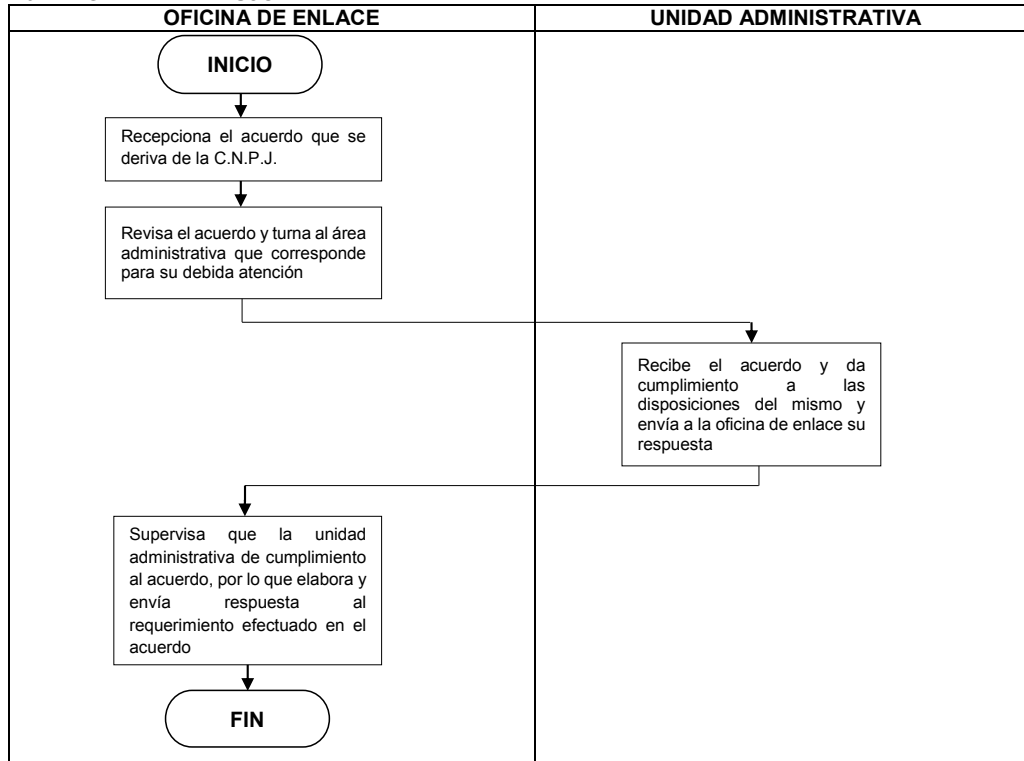 OFICINA DE ENLACE
UNIDAD ADMINISTRATIVA
INICIO
Recepciona el acuerdo que se
deriva de la C.N.P.J.
Revisa el acuerdo y turna al área
administrativa que corresponde
para su debida atención
Recibe el acuerdo y da
cumplimiento a las
disposiciones del mismo y
envía a la oficina de enlace su
respuesta
Supervisa que la unidad
administrativa de cumplimiento
al acuerdo, por lo que elabora y
envía respuesta al
requerimiento efectuado en el
acuerdo
FIN